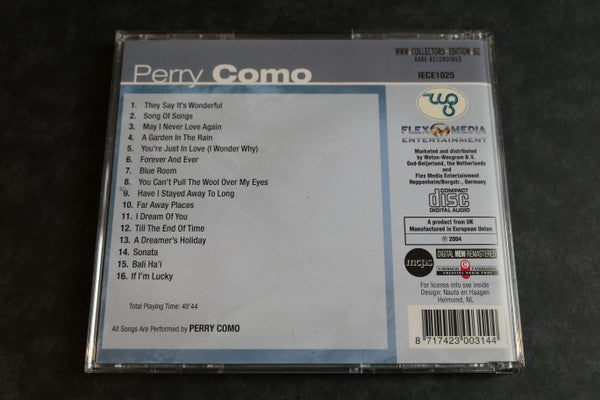 WWW.COLLECTORS EDITION.BIZ
RARE-RECORDINGS
IECE1025
Perry Como
1. They Say It's Wonderful
2. Song Of Songs
3. May I Never Love Again
4. A Garden In The Rain
5. You're Just In Love (I Wonder Why)
6. Forever And Ever
7. Blue Room
8. You Can't Pull The Wool Over My Eyes
9. Have I Stayed Away To Long
10. Far Away Places
11. I Dream Of You
12. Till The End Of Time
13. A Dreamer's Holiday
14. Sonata
15. Bali Ha'i
16. If I'm Lucky
Total Playing Time: 48'44
All Songs Are Performed by PERRY COMO
WG
FLEX MEDIA
ENTERTAINMENT
Marketed and distributed
by Wetsx-Wesgram B.V.
Oud-Beijerland, the Netherlands
and
Flex Media Entertainment
Heppenheim/Bergstr., Germany
COMPACT
disc
DIGITAL AUDIO
A product from UK
Manufactured in European Union
℗ 2004
mcps
DIGITAL NEW REMASTERED
CREATIVE BRAIN POOL
For license info see inside
Design: Nauta en Haagen
Helmond, NL
8 717423 003144